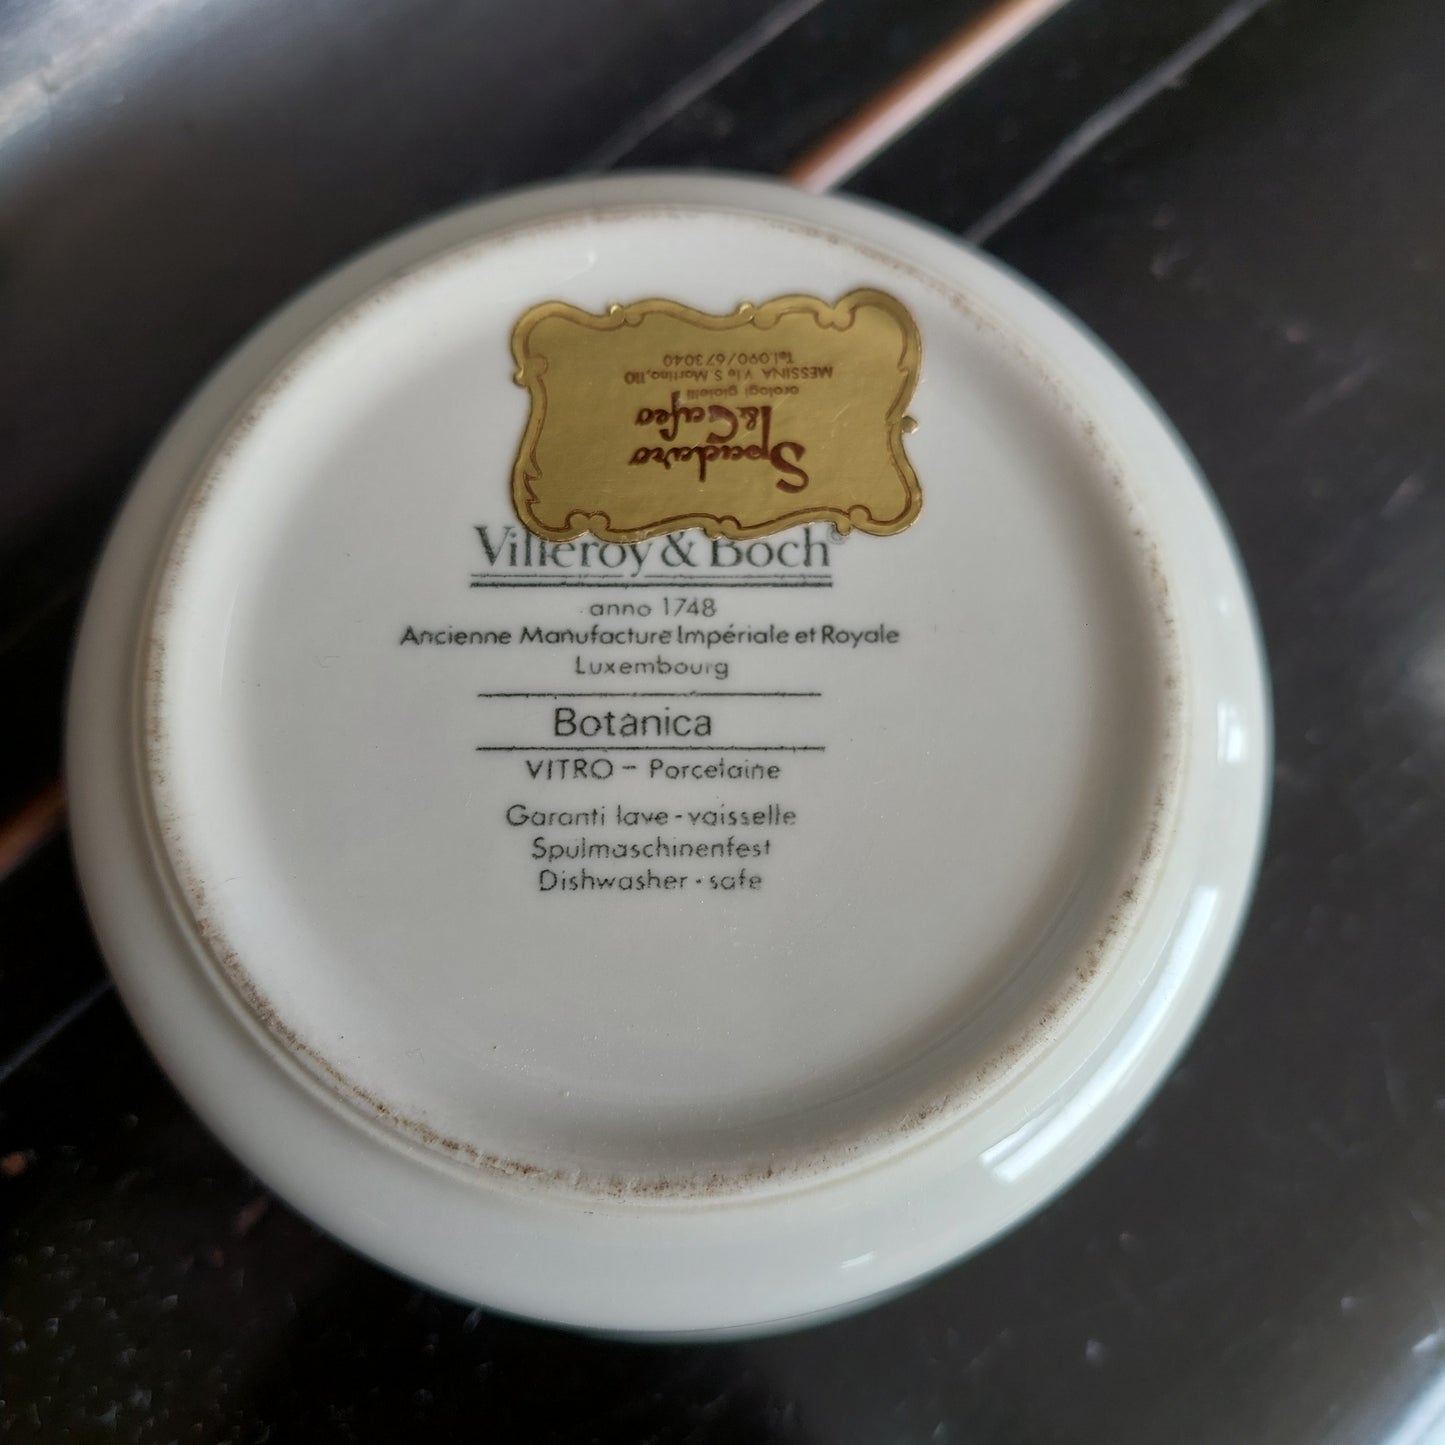 Spadaro
& Cafeo
orologi gioielli
MESSINA V.le S. Martino, 110
Tel. 090/673040
Villeroy & Boch®
anno 1748
Ancienne Manufacture Impériale et Royale
Luxembourg
Botanica
VITRO - Porcelaine
Garanti lave-vaisselle
Spulmaschinenfest
Dishwasher-safe